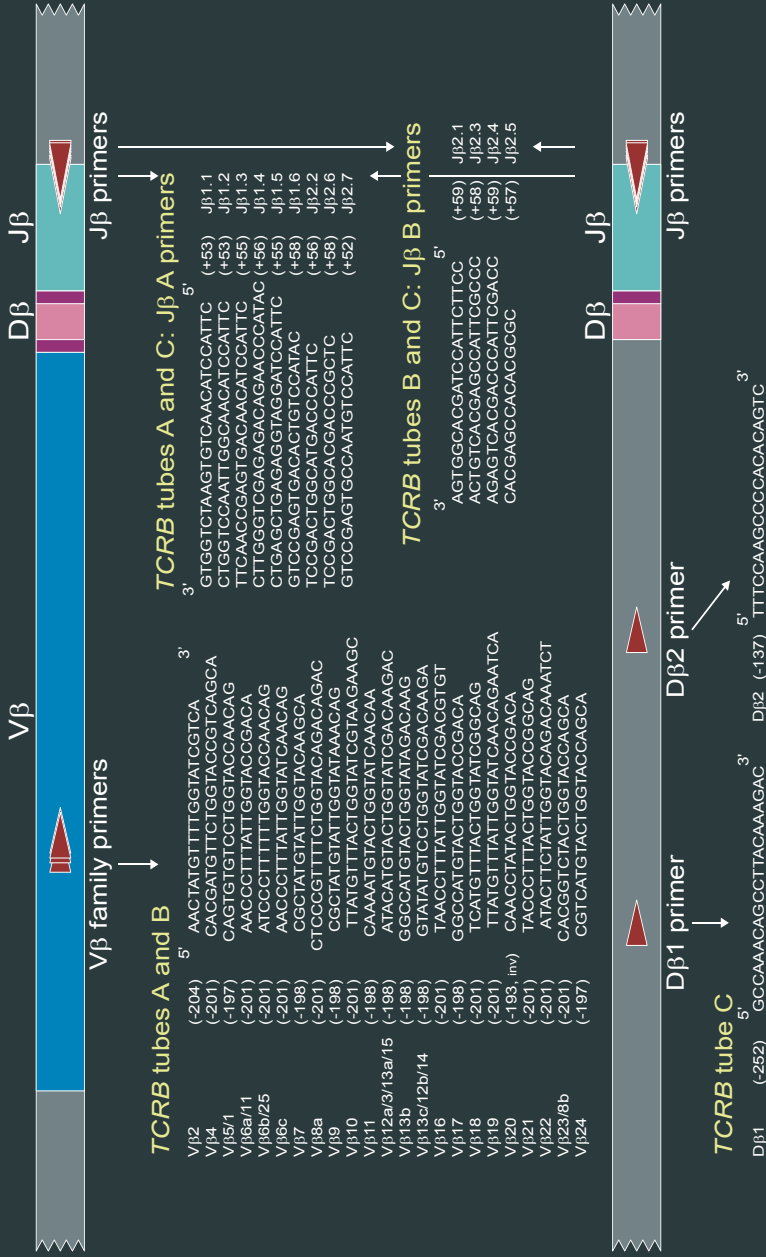 Vβ Dβ Jβ
Vβ family primers Jβ primers
TCRB tubes A and B
5' 3'
Vβ2 (-204) AACTATGTTTTGGTATCGTCA
Vβ4 (-201) CACGATGTTCTGGTACCGTCAGCA
Vβ5/1 (-197) CAGTGTGTCCTGGTACCAACAG
Vβ6a/11 (-201) AACCCTTTATTGGTACCGACA
Vβ6b/25 (-201) ATCCCTTTTTTGGTACCAACAG
Vβ6c (-201) AACCCTTTATTGGTATCAACAG
Vβ7 (-198) CGCTATGTATTGGTACAAGCA
Vβ8a (-201) CTCCCGTTTTCTGGTACAGACAGAC
Vβ9 (-198) CGCTATGTATTGGTATAAACAG
Vβ10 (-201) TTATGTTTACTGGTATCGTAAGAAGC
Vβ11 (-198) CAAAATGTACTGGTATCAACAA
Vβ12a/3/13a/15 (-198) ATACATGTACTGGTATCGACAAGAC
Vβ13b (-198) GGCCATGTACTGGTATAGACAAG
Vβ13c/12b/14 (-198) GTATATGTCCTGGTATCGACAAGA
Vβ16 (-201) TAACCTTTATTGGTATCGACGTGT
Vβ17 (-198) GGCCATGTACTGGTACCGACA
Vβ18 (-201) TCATGTTTACTGGTATCGGCAG
Vβ19 (-201) TTATGTTTATTGGTATCAACAGAATCA
Vβ20 (-193, inv) CAACCTATACTGGTACCGACA
Vβ21 (-201) TACCCTTTACTGGTACCGGCAG
Vβ22 (-201) ATACTTCTATTGGTACAGACAAATCT
Vβ23/8b (-201) CACGGTCTACTGGTACCAGCA
Vβ24 (-197) CGTCATGTACTGGTACCAGCA
TCRB tubes A and C: Jβ A primers
3' 5'
GTGGTCTAAGTGTCAACATCCATTC (+53) Jβ1.1
CTGGTCCAATTGGCAACATCCATTC (+53) Jβ1.2
TTCAACCGAGTGACAACATCCATTC (+55) Jβ1.3
CTTGGGTCGAGAGACAGAACCCATAC (+56) Jβ1.4
CTGAGCTGAGAGGTAGGATCCATTC (+55) Jβ1.5
GTCCGAGTGACACTGTCCATAC (+58) Jβ1.6
TCCGACTGGCATGACCCATTC (+56) Jβ2.2
TCCGACTGGCACGACCCGCTC (+58) Jβ2.6
GTCCGAGTGCCAATGTCCATTC (+52) Jβ2.7
TCRB tubes B and C: Jβ B primers
3' 5'
AGTGGCACGATCCATTCTTCC (+59) Jβ2.1
ACTGTCACGAGCCATTCGCCC (+58) Jβ2.3
AGAGTCACGACCCATTCGACC (+59) Jβ2.4
CACGAGCCACACGCGC (+57) Jβ2.5
Dβ Jβ
Dβ1 primer Dβ2 primer Jβ primers
TCRB tube C
5' 3' 5' 3'
Dβ1 (-252) GCCAAACAGCCTTACAAAGAC Dβ2 (-137) TTTCCAAGCCCCACACAGTC